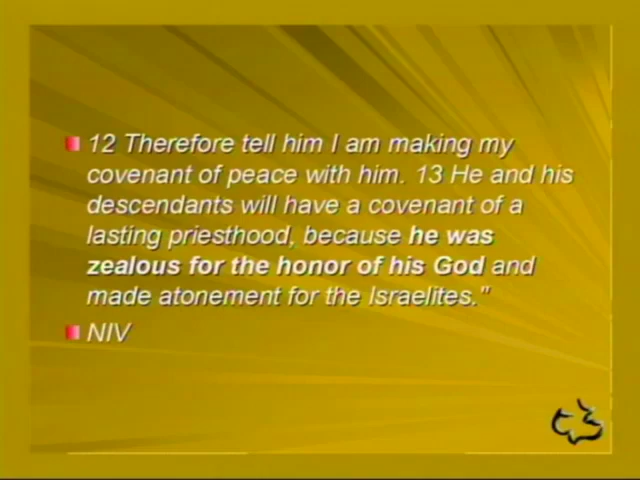 12 Therefore tell him I am making my
covenant of peace with him. 13 He and his
descendants will have a covenant of a
lasting priesthood, because he was
zealous for the honor of his God and
made atonement for the Israelites."
NIV